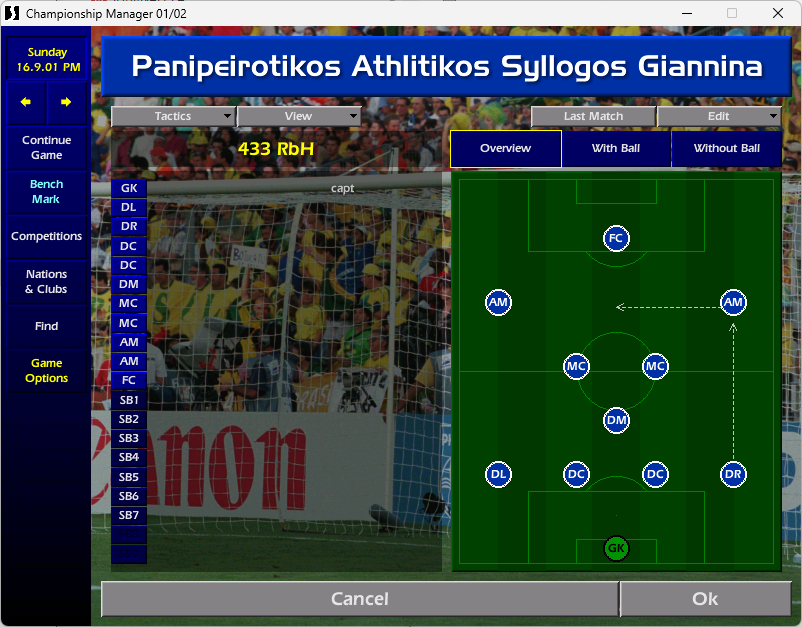 Championship Manager 01/02
Sunday
16.9.01 PM
Continue
Game
Bench
Mark
Competitions
Nations
& Clubs
Find
Game
Options
Panipeirotikos Athlitikos Syllogos Giannina
Tactics
View
Last Match
Edit
433 RbH
Overview
With Ball
Without Ball
GK
capt
DL
DR
DC
DC
DM
MC
MC
AM
AM
FC
SB1
SB2
SB3
SB4
SB5
SB6
SB7
FC
AM
AM
MC
MC
DM
DL
DC
DC
DR
GK
Cancel
Ok